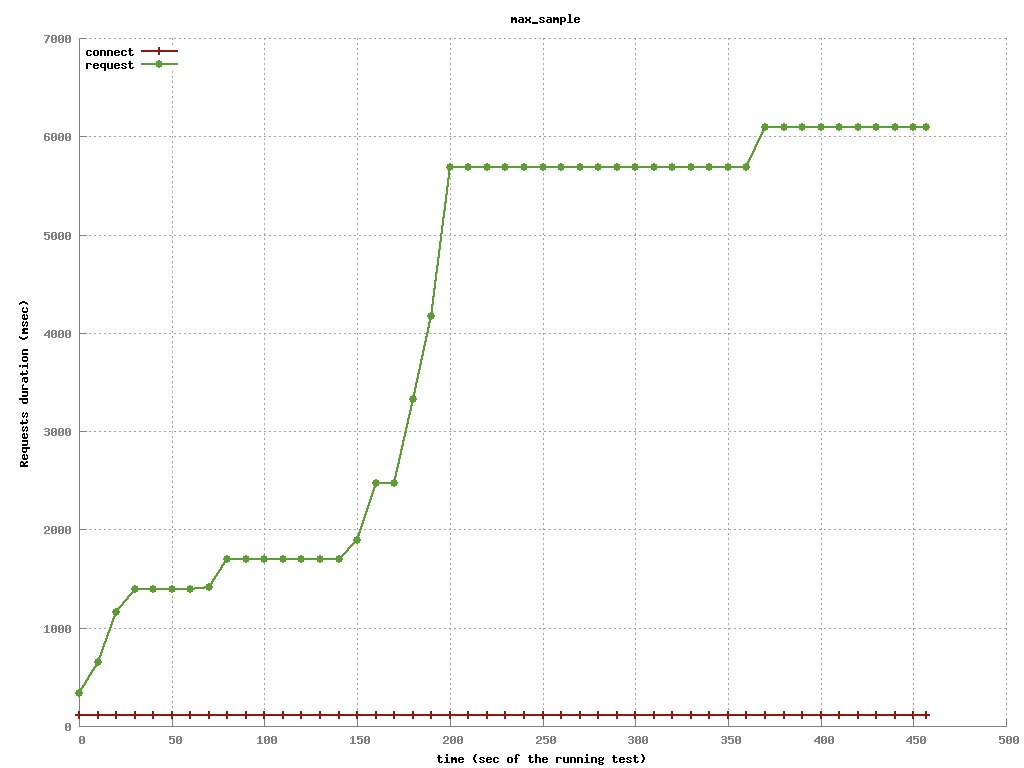 max_sample
connect
request
7000
6000
5000
4000
3000
2000
1000
0
Requests duration (msec)
0 50 100 150 200 250 300 350 400 450 500
time (sec of the running test)